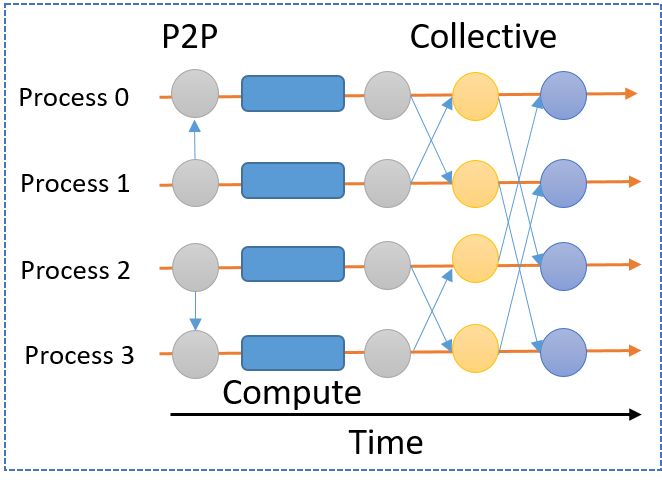 P2P Collective
Process 0
Process 1
Process 2
Process 3
Compute
Time